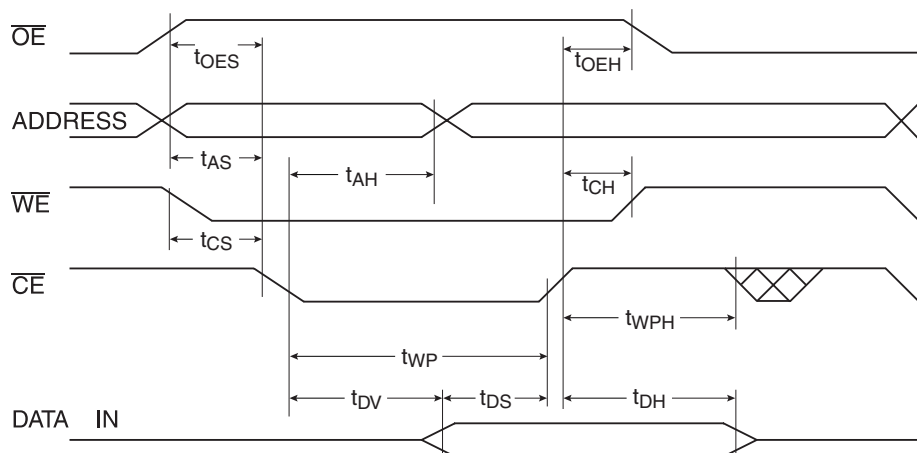 OE
tOES
tOEH
ADDRESS
tAS
tAH
tCH
WE
tCS
CE
tWPH
tWP
tDV
tDS
tDH
DATA IN